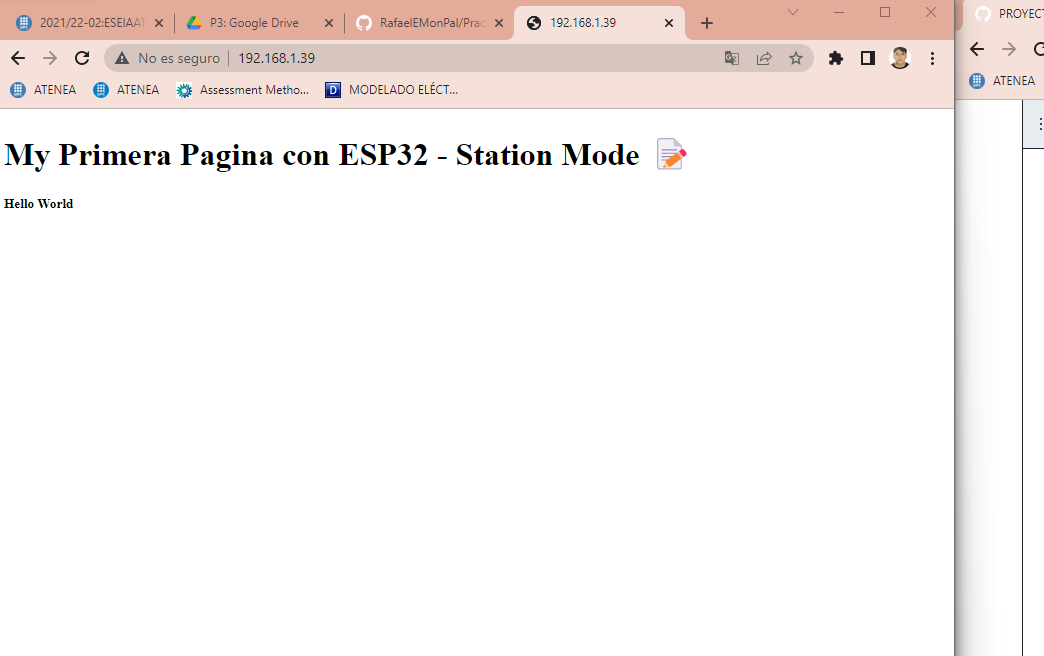 2021/22-02:ESEIAAT
P3: Google Drive
RafaelEMonPal/Prac
192.168.1.39
PROYECT
No es seguro
192.168.1.39
ATENEA
ATENEA
Assessment Metho...
D
MODELADO ELÉCT...
ATENEA
My Primera Pagina con ESP32 - Station Mode
Hello World